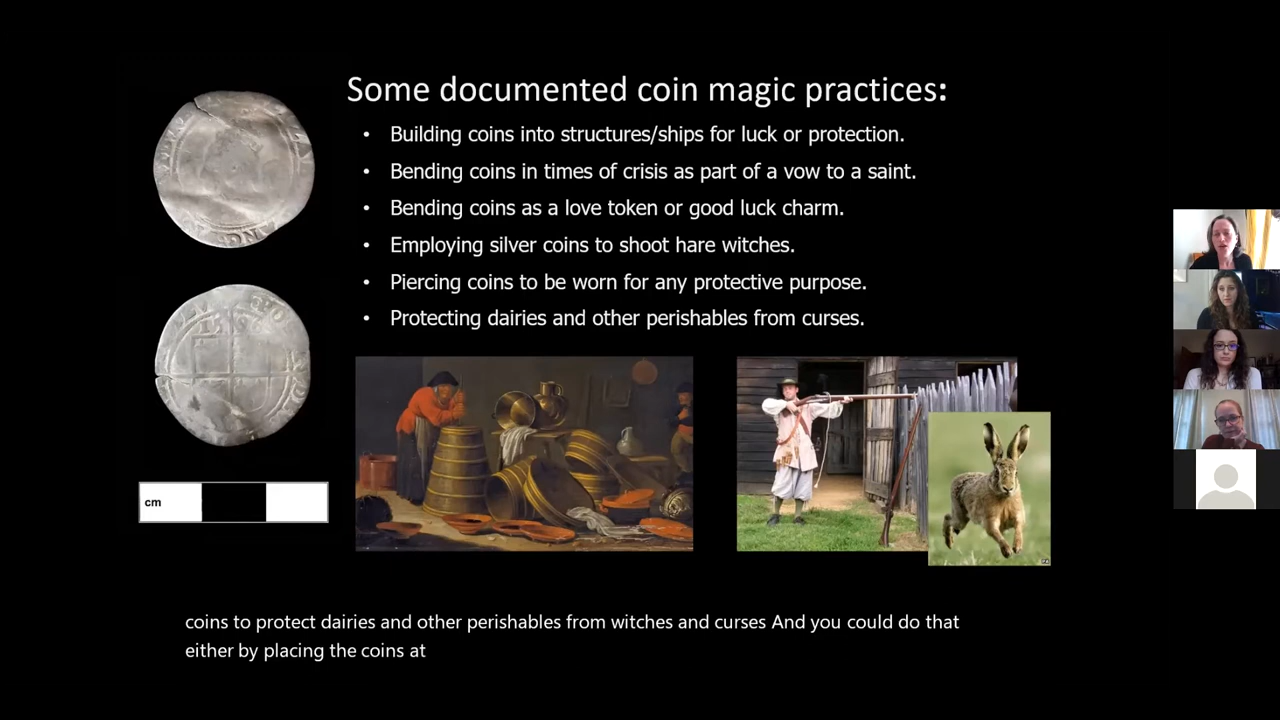 Some documented coin magic practices:
• Building coins into structures/ships for luck or protection.
• Bending coins in times of crisis as part of a vow to a saint.
• Bending coins as a love token or good luck charm.
• Employing silver coins to shoot hare witches.
• Piercing coins to be worn for any protective purpose.
• Protecting dairies and other perishables from curses.
cm
coins to protect dairies and other perishables from witches and curses And you could do that
either by placing the coins at